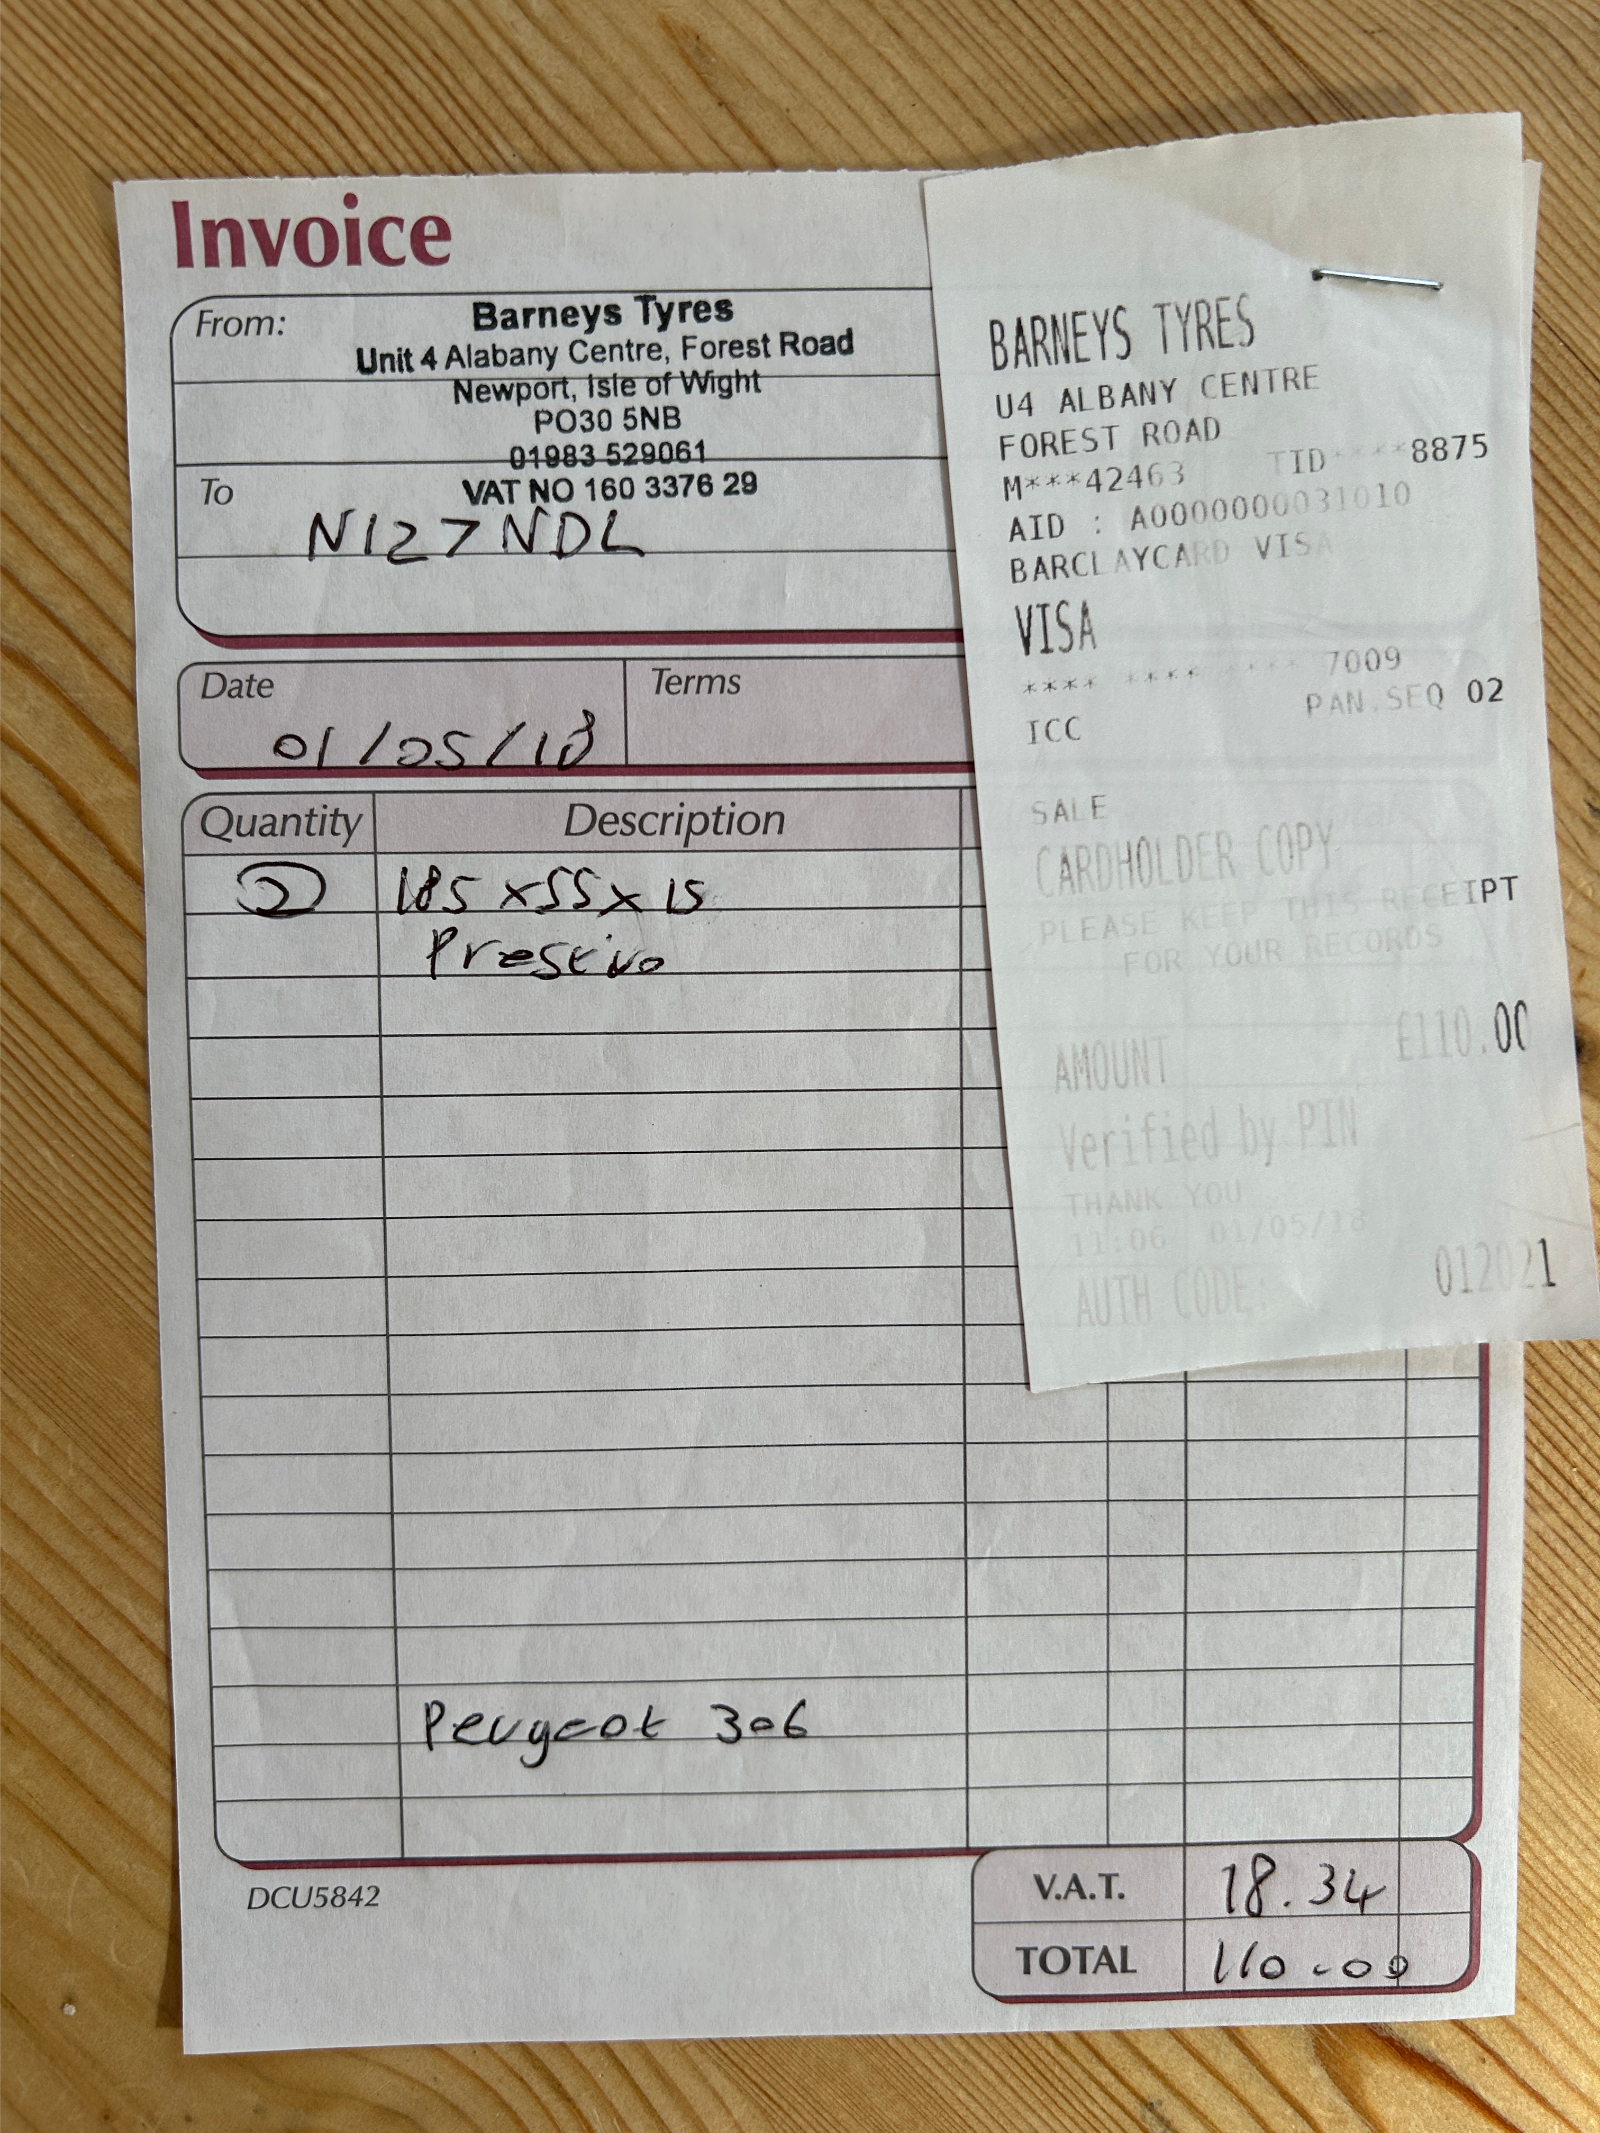 Invoice
From:
Barneys Tyres
Unit 4 Alabany Centre, Forest Road
Newport, Isle of Wight
PO30 5NB
01983 529061
VAT NO 160 3376 29
To
N127NDL
Date
01/05/18
Terms
Quantity
Description
2
185 x 55 x 15
Prestivo
Peugeot 306
DCU5842
V.A.T. 18.34
TOTAL 110.00
BARNEYS TYRES
U4 ALBANY CENTRE
FOREST ROAD
M***42463 TID****8875
AID : A0000000031010
BARCLAYCARD VISA
VISA
**** **** **** 7009
PAN.SEQ 02
ICC
SALE
CARDHOLDER COPY
PLEASE KEEP THIS RECEIPT
FOR YOUR RECORDS
AMOUNT £110.00
Verified by PIN
THANK YOU
11:06 01/05/18
AUTH CODE: 012021